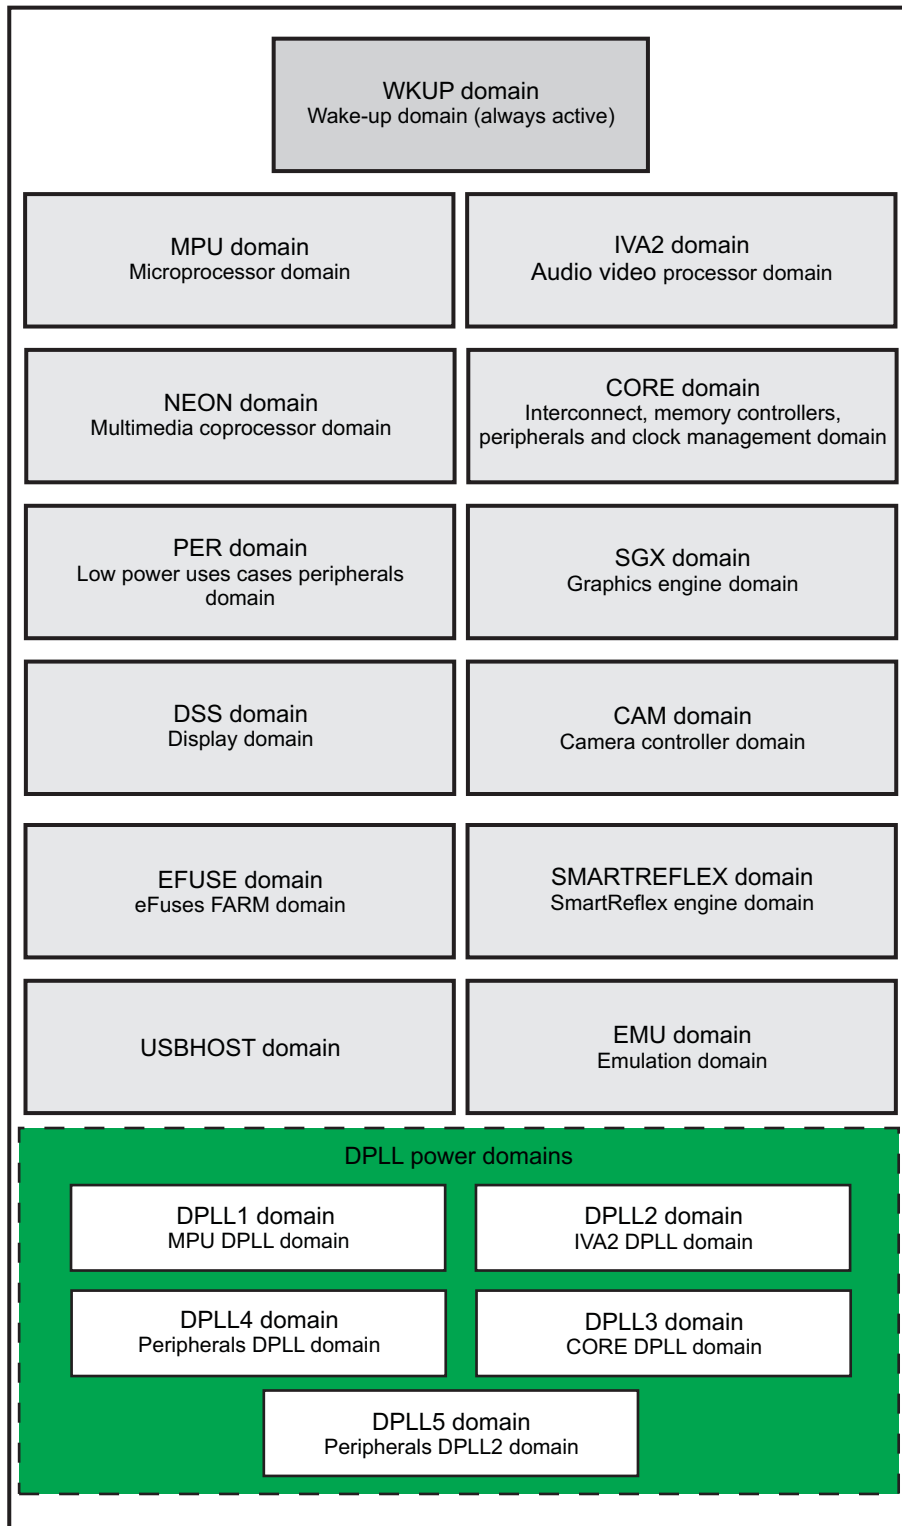 WKUP domain
Wake-up domain (always active)
MPU domain
Microprocessor domain
IVA2 domain
Audio video processor domain
NEON domain
Multimedia coprocessor domain
CORE domain
Interconnect, memory controllers,
peripherals and clock management domain
PER domain
Low power uses cases peripherals
domain
SGX domain
Graphics engine domain
DSS domain
Display domain
CAM domain
Camera controller domain
EFUSE domain
eFuses FARM domain
SMARTREFLEX domain
SmartReflex engine domain
USBHOST domain
EMU domain
Emulation domain
DPLL power domains
DPLL1 domain
MPU DPLL domain
DPLL2 domain
IVA2 DPLL domain
DPLL4 domain
Peripherals DPLL domain
DPLL3 domain
CORE DPLL domain
DPLL5 domain
Peripherals DPLL2 domain